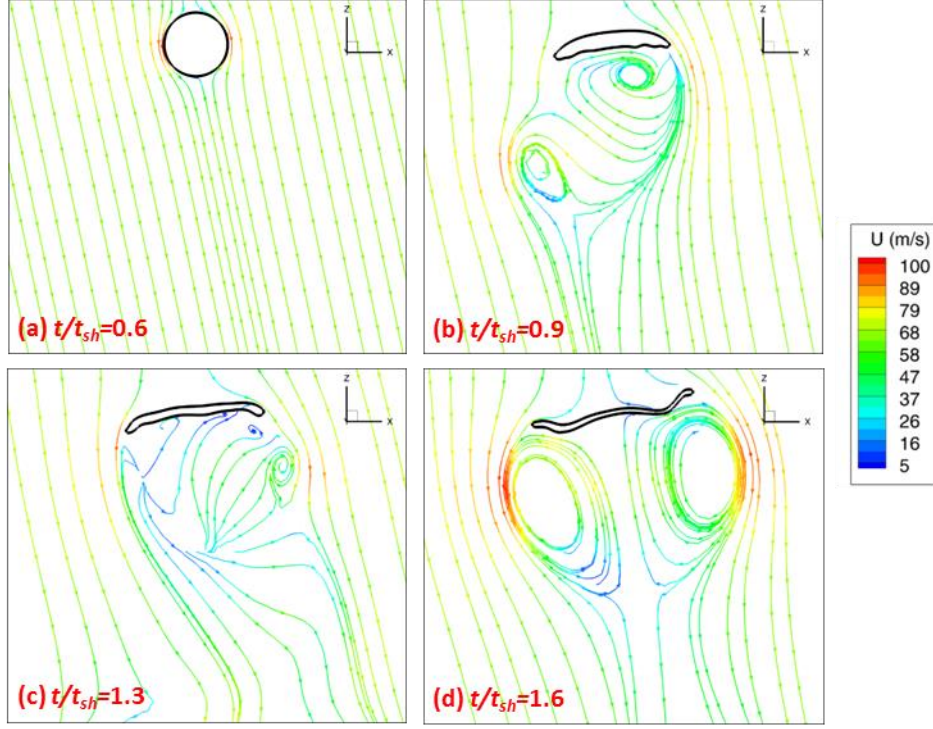 z
x
(a) t/tsh=0.6
z
x
(b) t/tsh=0.9
z
x
(c) t/tsh=1.3
z
x
(d) t/tsh=1.6
U (m/s)
100
89
79
68
58
47
37
26
16
5